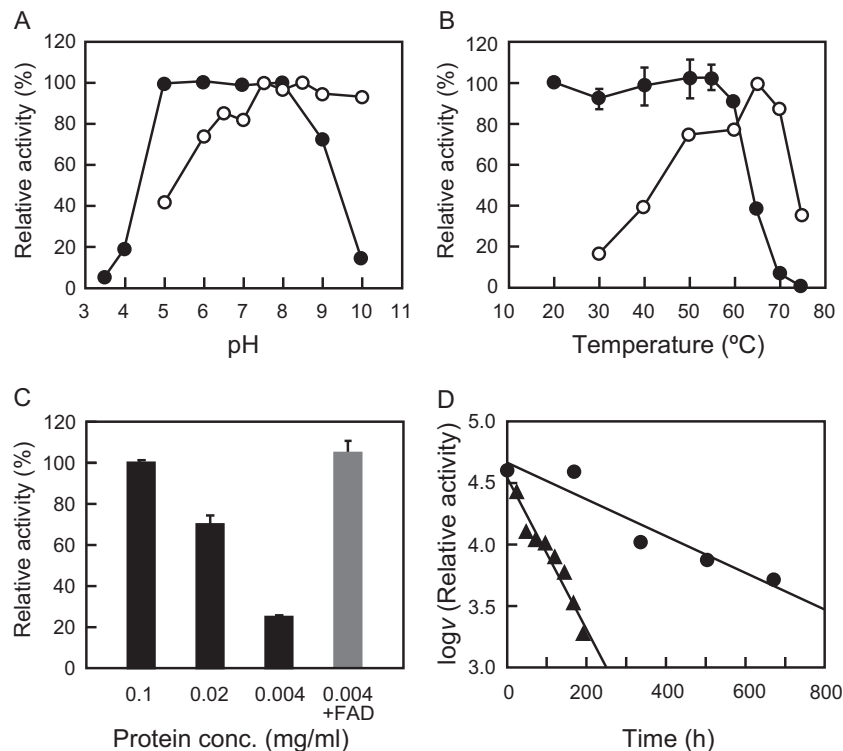 A
Relative activity (%)
120
100
80
60
40
20
0
3 4 5 6 7 8 9 10 11
pH
B
Relative activity (%)
120
100
80
60
40
20
0
10 20 30 40 50 60 70 80
Temperature (ºC)
C
Relative activity (%)
120
100
80
60
40
20
0
0.1 0.02 0.004 0.004
+FAD
Protein conc. (mg/ml)
D
logv (Relative activity)
5.0
4.5
4.0
3.5
3.0
0 200 400 600 800
Time (h)